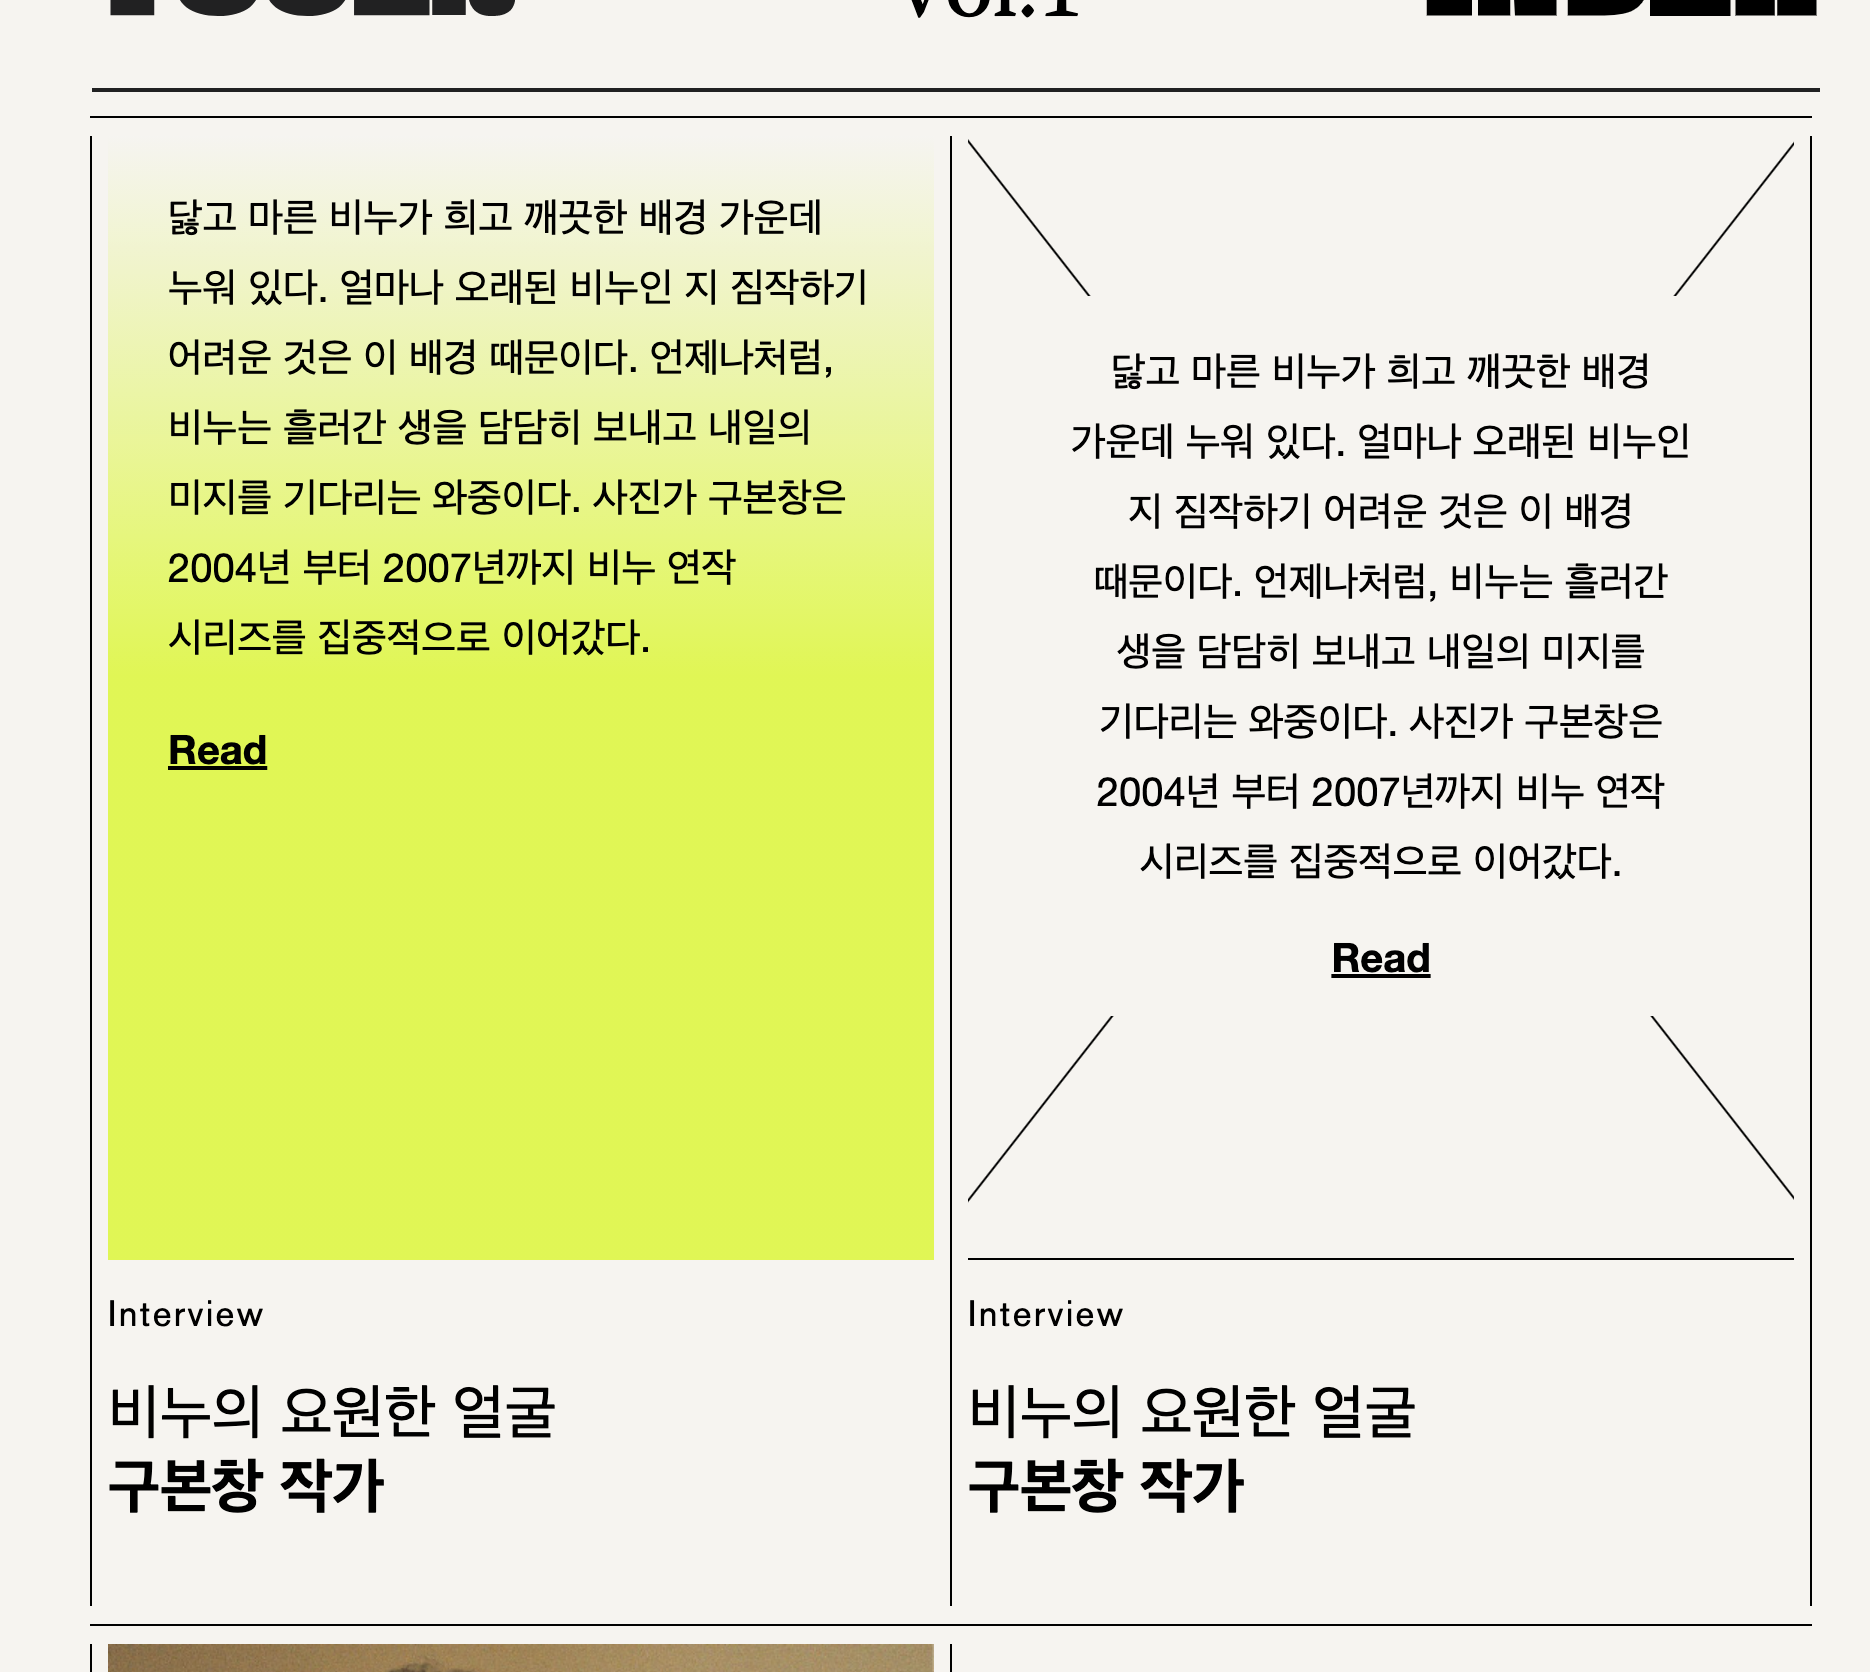 Vol.1
닳고 마른 비누가 희고 깨끗한 배경 가운데
누워 있다. 얼마나 오래된 비누인 지 짐작하기
어려운 것은 이 배경 때문이다. 언제나처럼,
비누는 흘러간 생을 담담히 보내고 내일의
미지를 기다리는 와중이다. 사진가 구본창은
2004년 부터 2007년까지 비누 연작
시리즈를 집중적으로 이어갔다.
Read
Interview
비누의 요원한 얼굴
구본창 작가
닳고 마른 비누가 희고 깨끗한 배경
가운데 누워 있다. 얼마나 오래된 비누인
지 짐작하기 어려운 것은 이 배경
때문이다. 언제나처럼, 비누는 흘러간
생을 담담히 보내고 내일의 미지를
기다리는 와중이다. 사진가 구본창은
2004년 부터 2007년까지 비누 연작
시리즈를 집중적으로 이어갔다.
Read
Interview
비누의 요원한 얼굴
구본창 작가